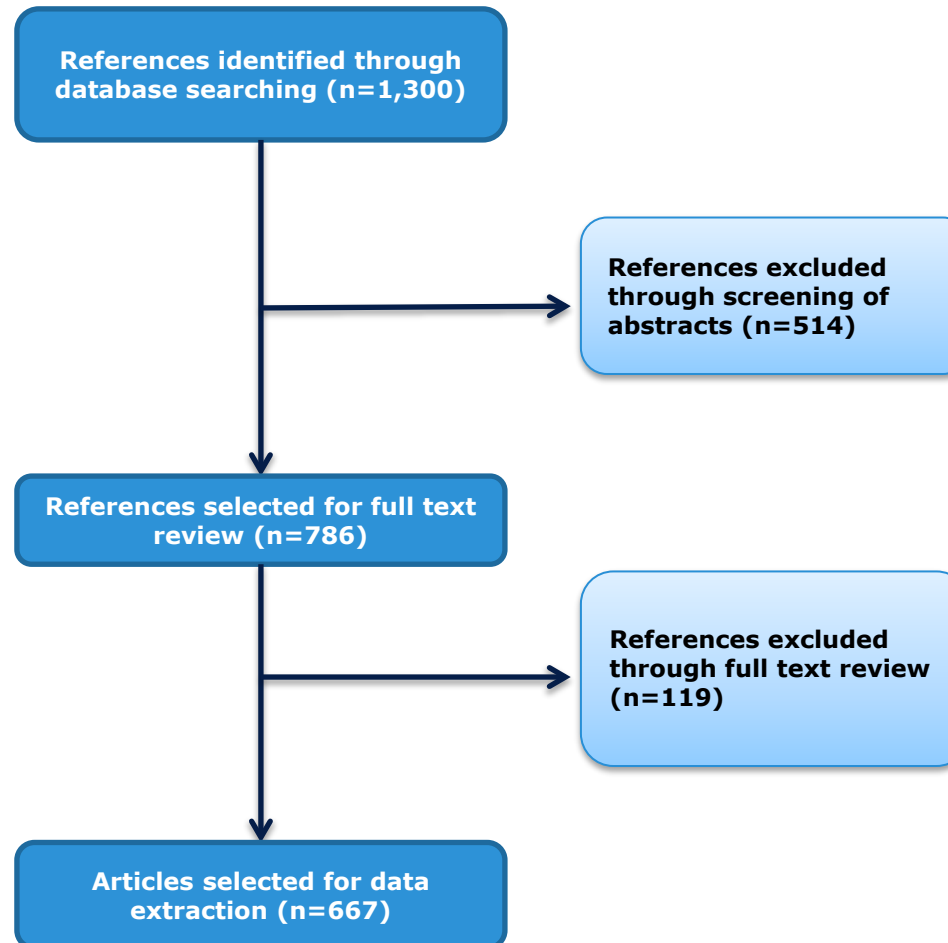 References identified through
database searching (n=1,300)
References excluded
through screening of
abstracts (n=514)
References selected for full text
review (n=786)
References excluded
through full text review
(n=119)
Articles selected for data
extraction (n=667)